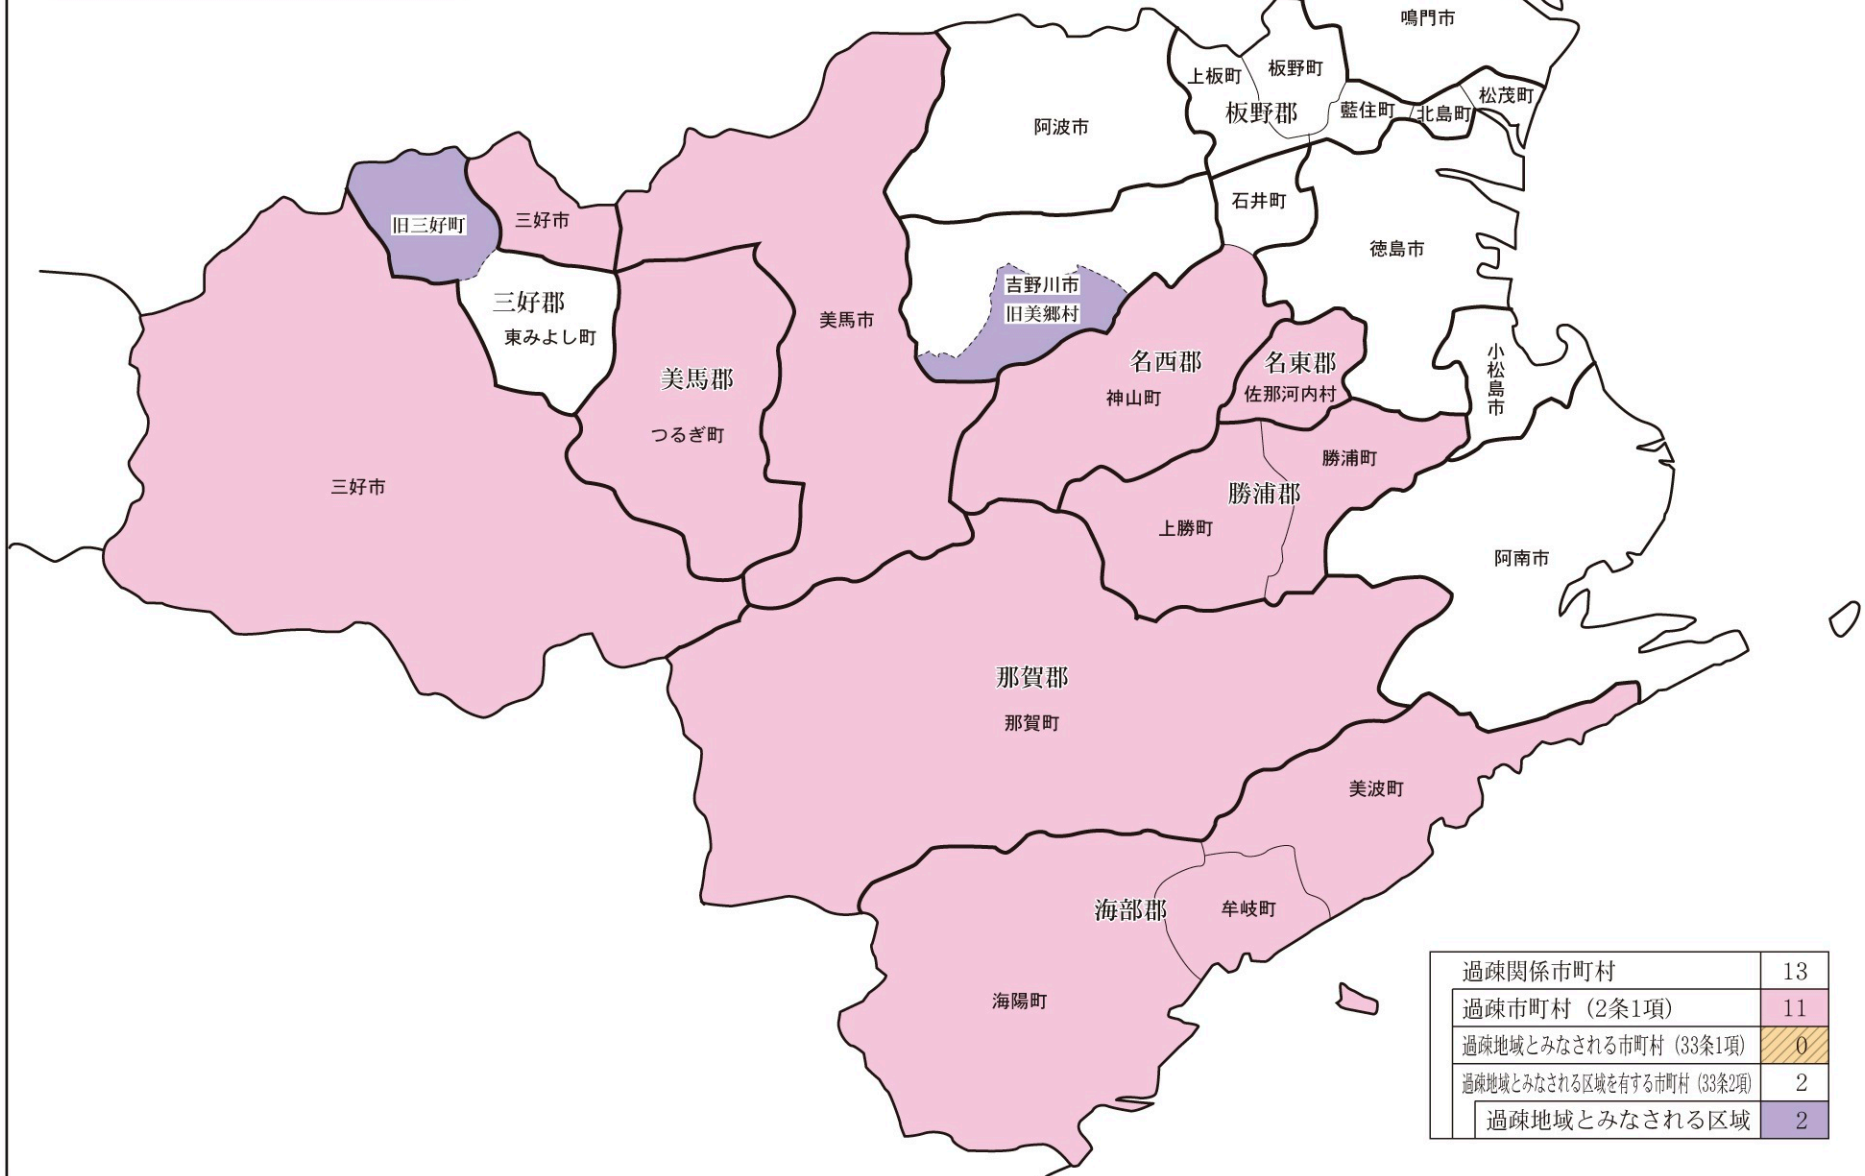 鳴門市
上板町
板野町
板野郡
藍住町
北島町
松茂町
阿波市
石井町
徳島市
旧三好町
三好市
三好郡
東みよし町
美馬市
吉野川市
旧美郷村
美馬郡
つるぎ町
名西郡
神山町
名東郡
佐那河内村
小松島市
三好市
勝浦町
勝浦郡
上勝町
阿南市
那賀郡
那賀町
美波町
海部郡
牟岐町
海陽町
過疎関係市町村 13
過疎市町村（2条1項） 11
過疎地域とみなされる市町村（33条1項） 0
過疎地域とみなされる区域を有する市町村（33条2項） 2
過疎地域とみなされる区域 2